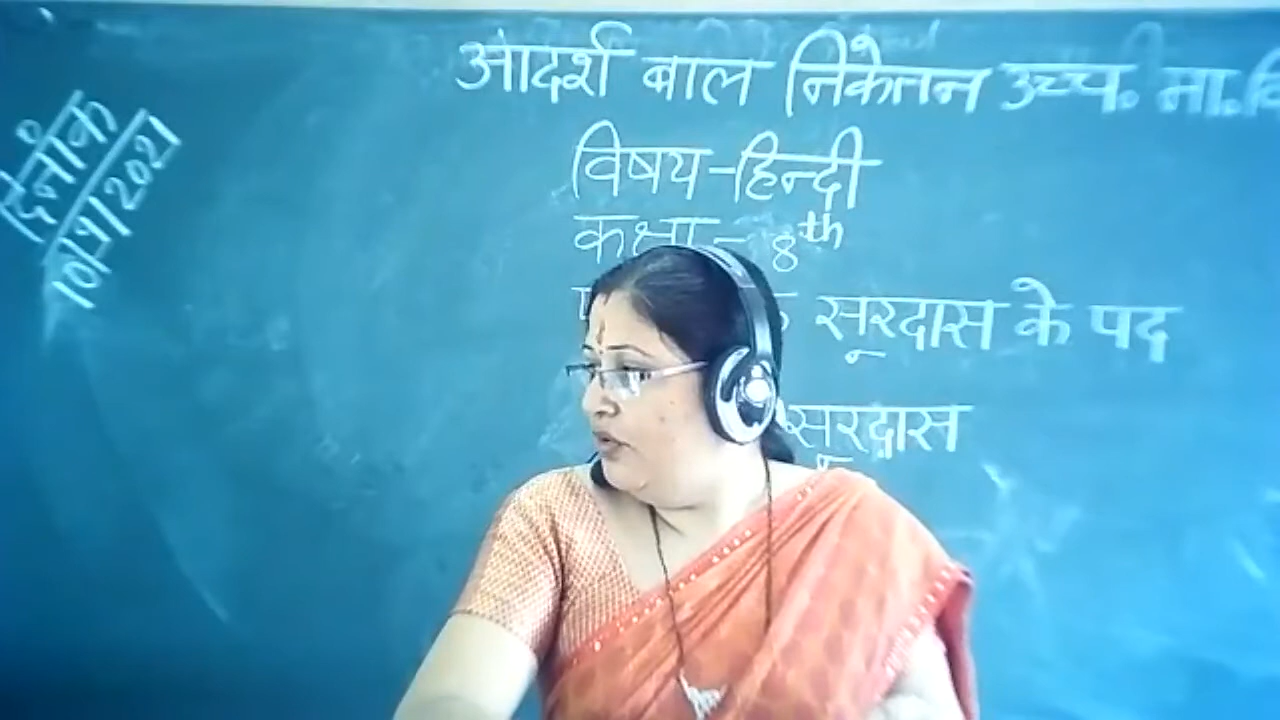 आदर्श बाल निकेतन उच्च. मा.
विषय-हिन्दी
कक्षा - 8th
सूरदास के पद
सूरदास
दिनांक
10/9/2021